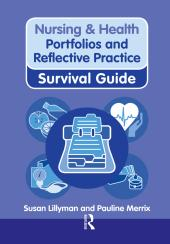 Nursing & Health
Portfolios and
Reflective Practice
Survival Guide
Susan Lillyman and Pauline Merrix
R